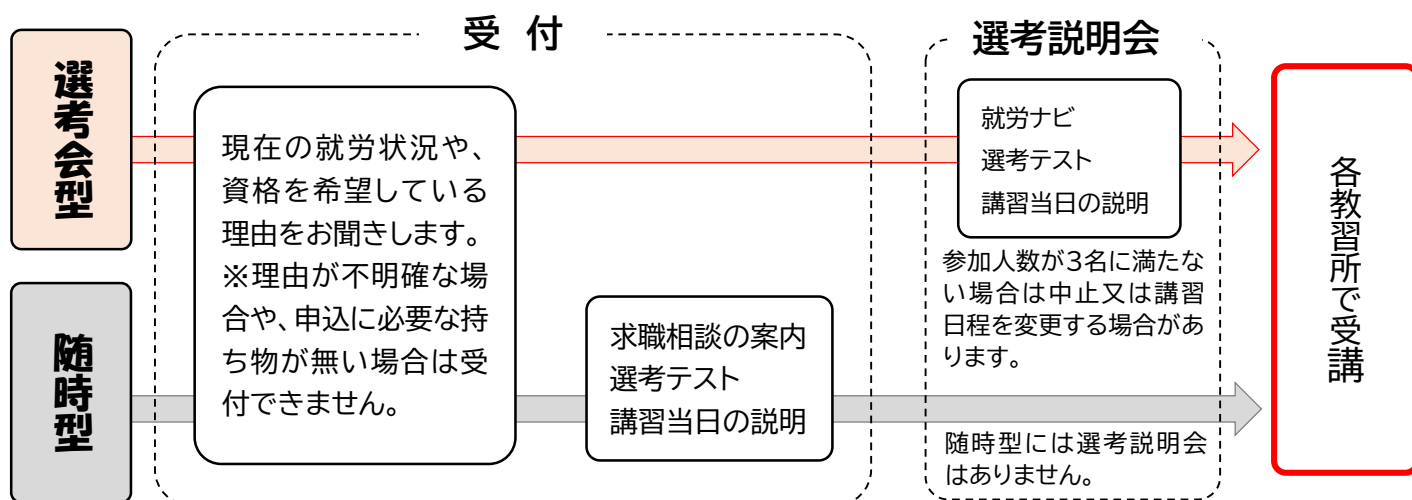 受 付
選考説明会
選考会型
現在の就労状況や、
資格を希望している
理由をお聞きします。
※理由が不明確な場
合や、申込に必要な持
ち物が無い場合は受
付できません。
就労ナビ
選考テスト
講習当日の説明
参加人数が3名に満たな
い場合は中止又は講習
日程を変更する場合があ
ります。
随時型
求職相談の案内
選考テスト
講習当日の説明
随時型には選考説明会
はありません。
各教習所で受講